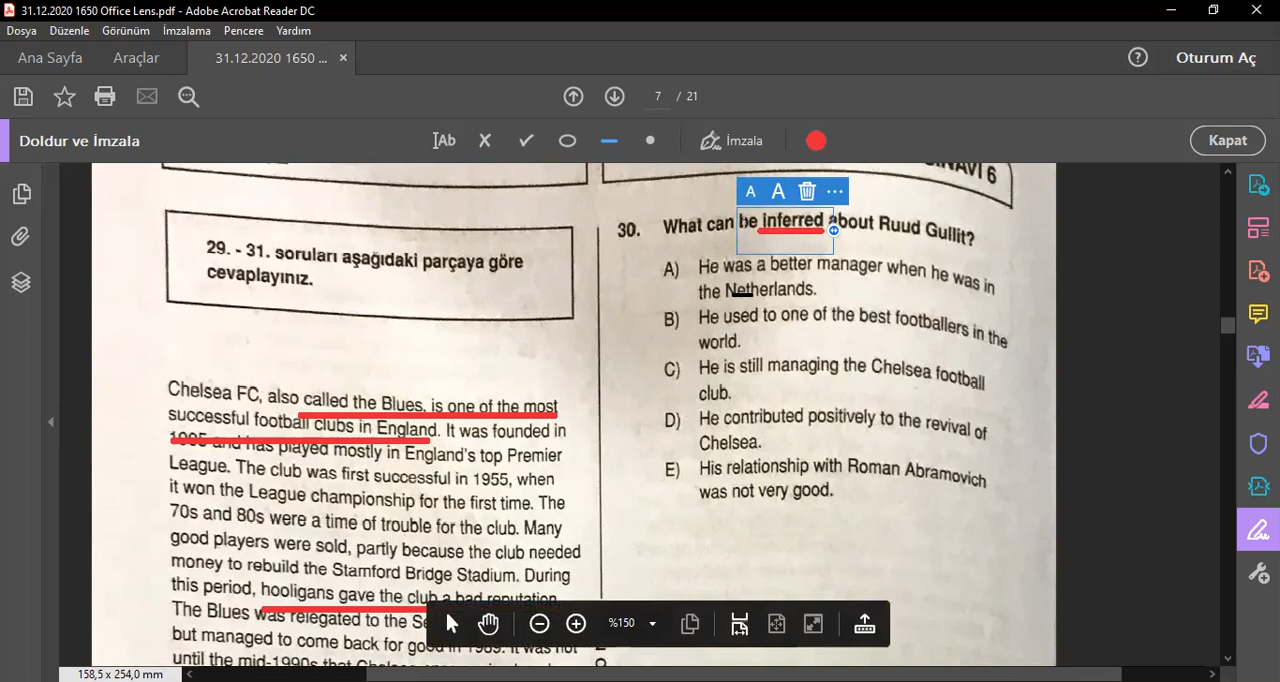 31.12.2020 1650 Office Lens.pdf - Adobe Acrobat Reader DC
Dosya Düzenle Görünüm İmzalama Pencere Yardım
Ana Sayfa Araçlar 31.12.2020 1650 ... × Oturum Aç
7 / 21
Doldur ve İmzala
IAb İmzala Kapat
6
A A ...
29. - 31. soruları aşağıdaki parçaya göre
cevaplayınız.
Chelsea FC, also called the Blues, is one of the most
successful football clubs in England. It was founded in
1905 and has played mostly in England's top Premier
League. The club was first successful in 1955, when
it won the League championship for the first time. The
70s and 80s were a time of trouble for the club. Many
good players were sold, partly because the club needed
money to rebuild the Stamford Bridge Stadium. During
this period, hooligans gave the club a bad reputation.
The Blues was relegated to the
but managed to come back for good in 1989. It was not
until the mid-1990s that Chelsea
30. What can be inferred about Ruud Gullit?
A) He was a better manager when he was in
the Netherlands.
B) He used to one of the best footballers in the
world.
C) He is still managing the Chelsea football
club.
D) He contributed positively to the revival of
Chelsea.
E) His relationship with Roman Abramovich
was not very good.
%150
158,5 x 254,0 mm